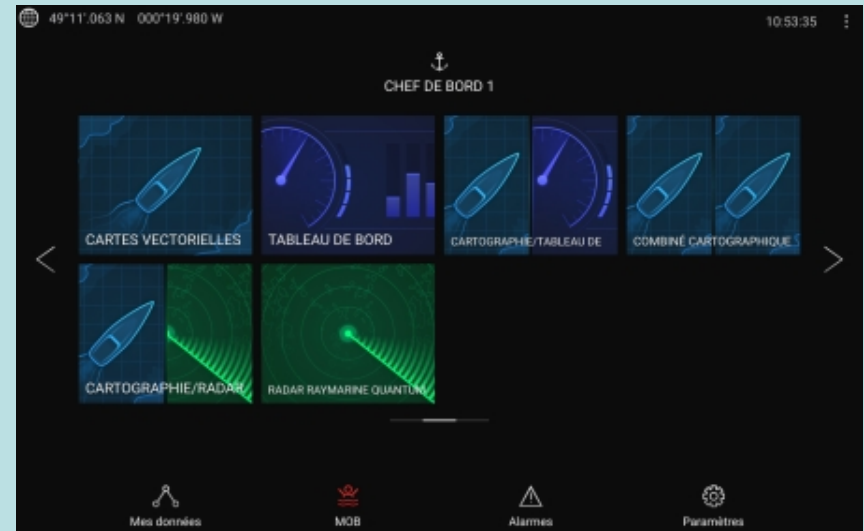 49°11'.063 N 000°19'.980 W
10:53:35
CHEF DE BORD 1
CARTES VECTORIELLES
TABLEAU DE BORD
CARTOGRAPHIE/TABLEAU DE
COMBINÉ CARTOGRAPHIQUE
CARTOGRAPHIE/RADAR
RADAR RAYMARINE QUANTUM
Mes données
MOB
Alarmes
Paramètres